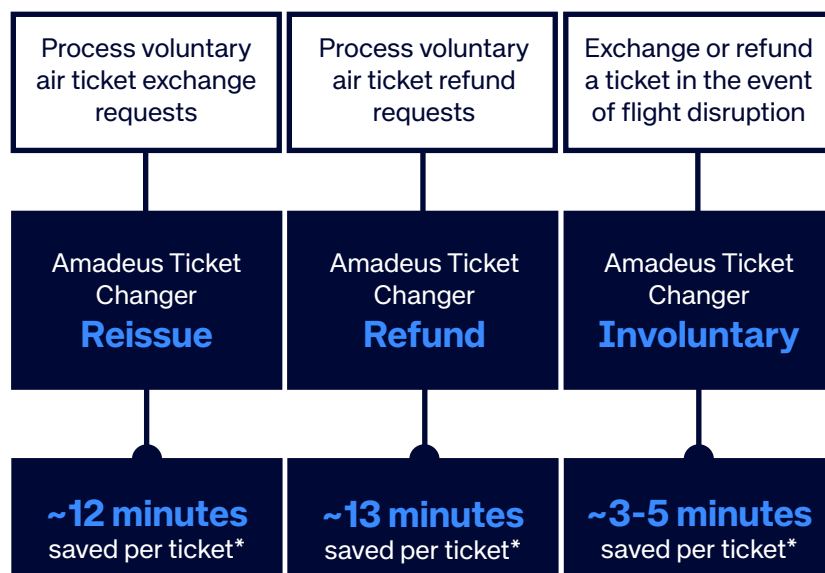 Process voluntary
air ticket exchange
requests
Process voluntary
air ticket refund
requests
Exchange or refund
a ticket in the event
of flight disruption
Amadeus Ticket
Changer
Reissue
Amadeus Ticket
Changer
Refund
Amadeus Ticket
Changer
Involuntary
~12 minutes
saved per ticket*
~13 minutes
saved per ticket*
~3-5 minutes
saved per ticket*